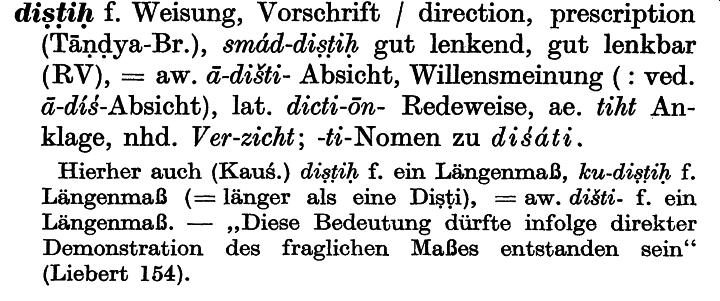 diṣṭiḥ f. Weisung, Vorschrift / direction, prescription
(Tāṇḍya-Br.), smád-diṣṭiḥ gut lenkend, gut lenkbar
(RV), = aw. ā-dišti- Absicht, Willensmeinung ( : ved.
ā-díś-Absicht), lat. dicti-ōn- Redeweise, ae. tiht An-
klage, nhd. Ver-zicht; -ti-Nomen zu diśáti.
Hierher auch (Kauś.) diṣṭiḥ f. ein Längenmaß, ku-diṣṭiḥ f.
Längenmaß (= länger als eine Diṣṭi), = aw. dišti- f. ein
Längenmaß. — „Diese Bedeutung dürfte infolge direkter
Demonstration des fraglichen Maßes entstanden sein“
(Liebert 154).